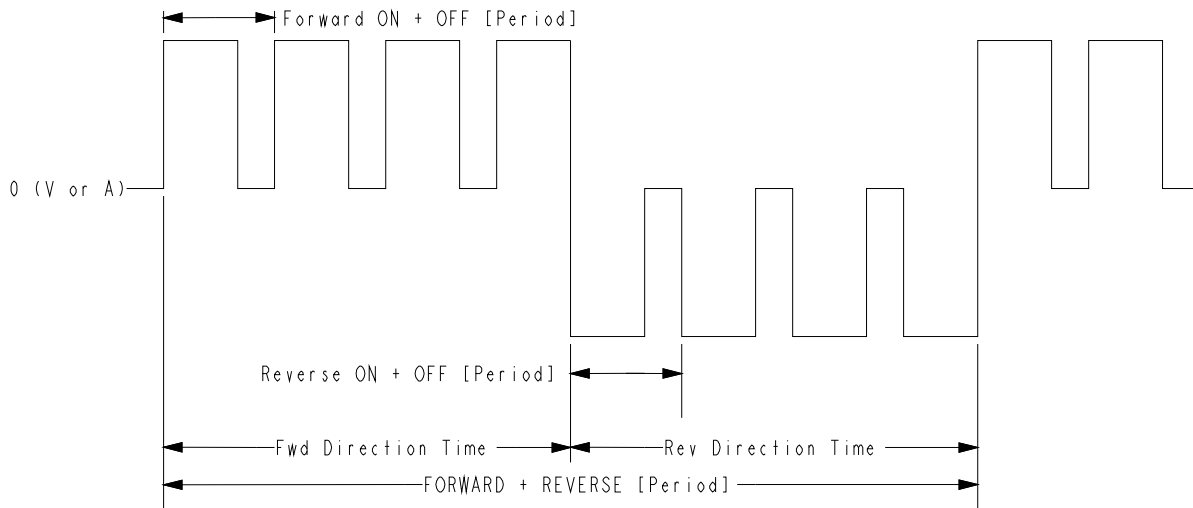 Forward ON + OFF [Period]
0 (V or A)
Reverse ON + OFF [Period]
Fwd Direction Time
Rev Direction Time
FORWARD + REVERSE [Period]